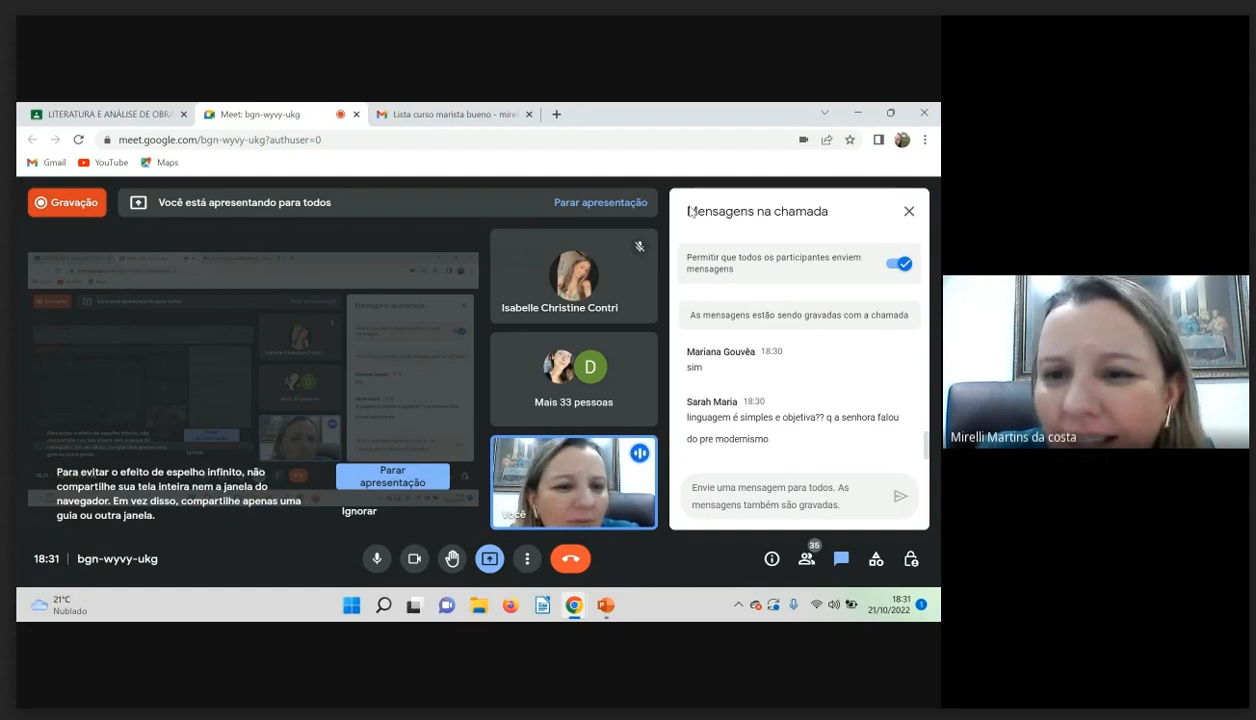 LITERATURA E ANÁLISE DE OBRA
Meet: bgn-wyvy-ukg
Lista curso marista bueno - mire
meet.google.com/bgn-wyvy-ukg?authuser=0
Gmail YouTube Maps
Gravação
Você está apresentando para todos
Parar apresentação
Para evitar o efeito de espelho infinito, não
compartilhe sua tela inteira nem a janela do
navegador. Em vez disso, compartilhe apenas uma
guia ou outra janela.
Parar
apresentação
Ignorar
Isabelle Christine Contri
D
Mais 33 pessoas
Você
Mensagens na chamada
Permitir que todos os participantes enviem
mensagens
As mensagens estão sendo gravadas com a chamada
Mariana Gouvêa 18:30
sim
Sarah Maria 18:30
linguagem é simples e objetiva?? q a senhora falou
do pre modernismo
Envie uma mensagem para todos. As
mensagens também são gravadas.
Mirelli Martins da costa
18:31 | bgn-wyvy-ukg
35
21°C
Nublado
18:31
21/10/2022
1